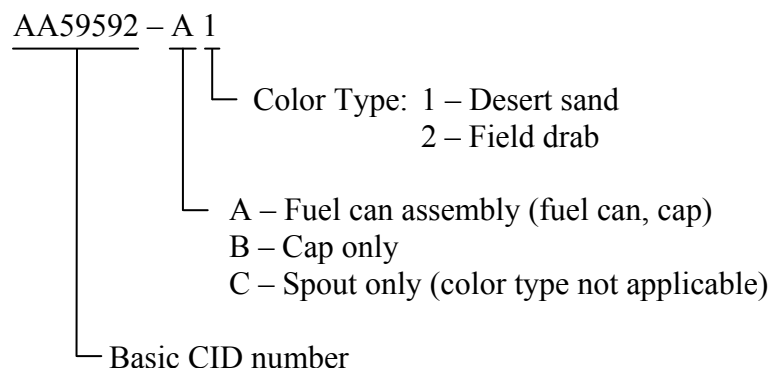 AA59592 – A 1
Color Type: 1 – Desert sand
2 – Field drab
A – Fuel can assembly (fuel can, cap)
B – Cap only
C – Spout only (color type not applicable)
Basic CID number